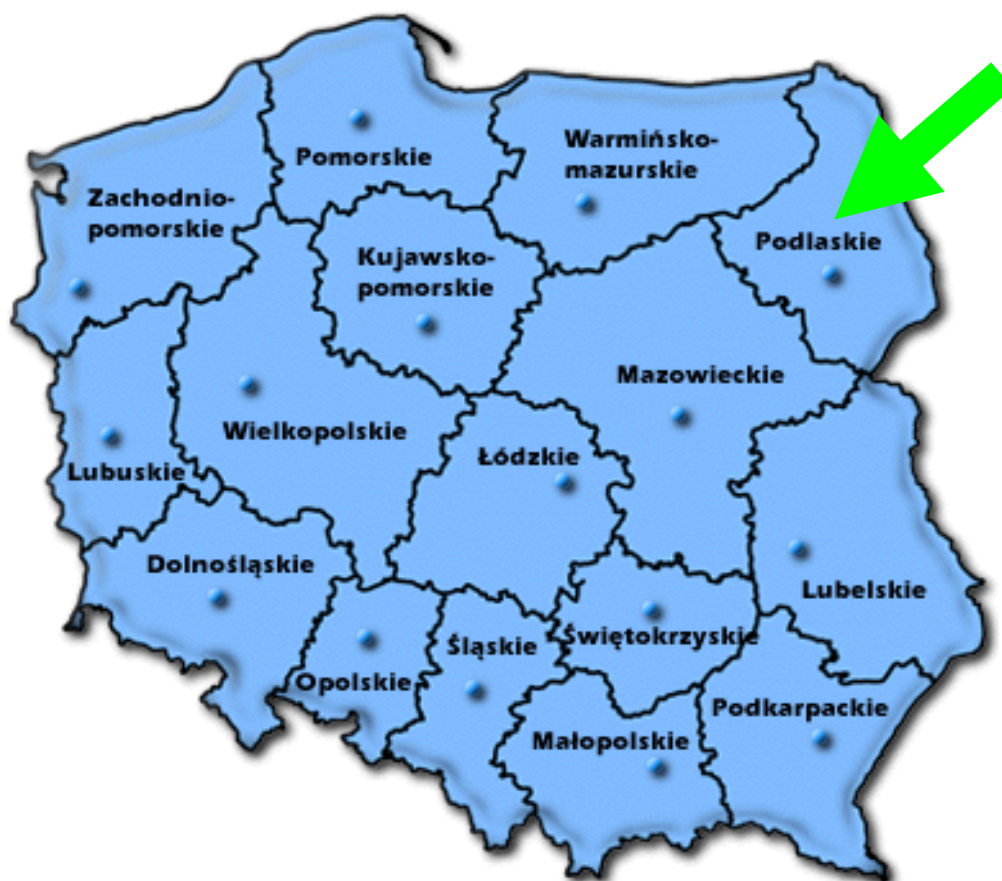 Pomorskie
Warmińsko-
mazurskie
Zachodnio-
pomorskie
Podlaskie
Kujawsko-
pomorskie
Mazowieckie
Wielkopolskie
Łódzkie
Lubuskie
Dolnośląskie
Lubelskie
Świętokrzyskie
Śląskie
Opolskie
Podkarpackie
Małopolskie